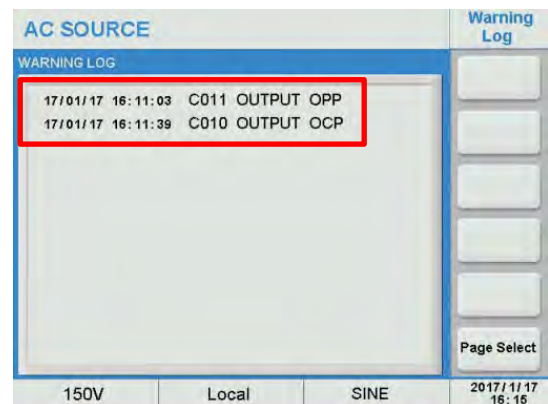 AC SOURCE
Warning
Log
WARNING LOG
17/01/17 16:11:03 C011 OUTPUT OPP
17/01/17 16:11:39 C010 OUTPUT OCP
Page Select
150V
Local
SINE
2017/1/17
16:15